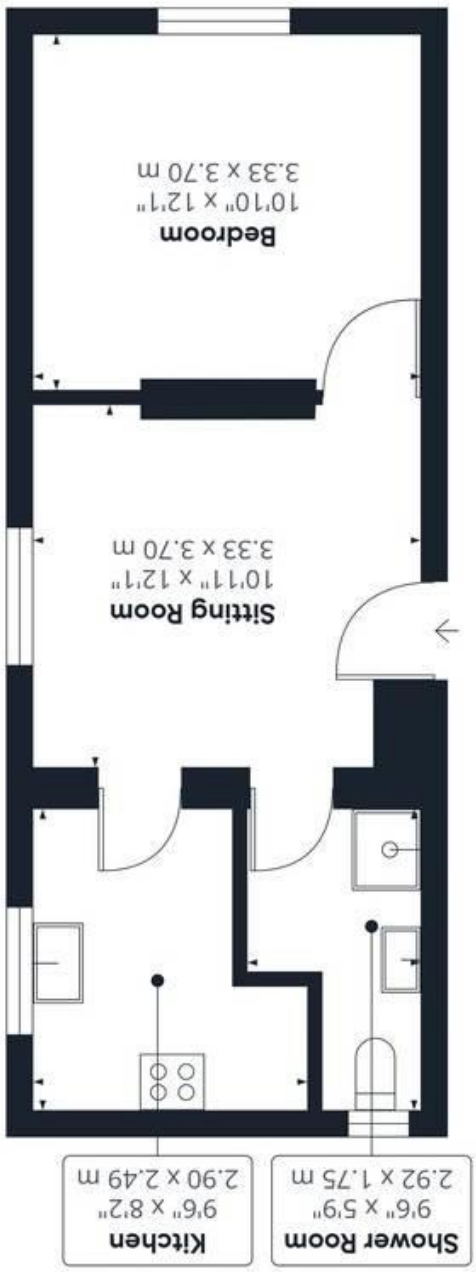 Shower Room
9'6" x 5'9"
2.92 x 1.75 m
Kitchen
9'6" x 8'2"
2.90 x 2.49 m
Sitting Room
10'11" x 12'1"
3.33 x 3.70 m
Bedroom
10'10" x 12'1"
3.33 x 3.70 m